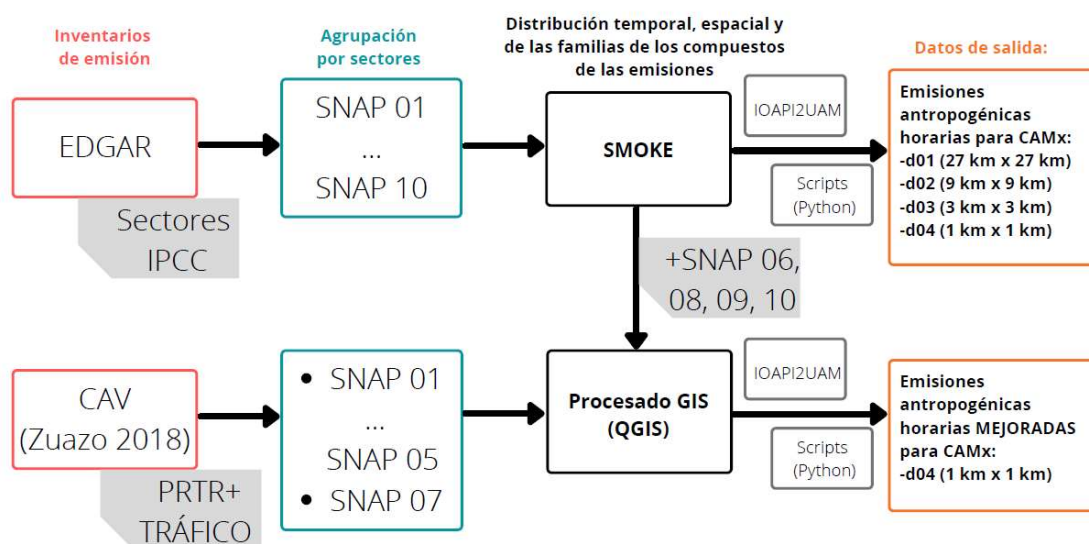 Inventarios
de emisión
Agrupación
por sectores
Distribución temporal, espacial y
de las familias de los compuestos
de las emisiones
Datos de salida:
EDGAR
Sectores
IPCC
SNAP 01
...
SNAP 10
SMOKE
IOAPI2UAM
Scripts
(Python)
Emisiones
antropogénicas
horarias para CAMx:
-d01 (27 km x 27 km)
-d02 (9 km x 9 km)
-d03 (3 km x 3 km)
-d04 (1 km x 1 km)
+SNAP 06,
08, 09, 10
CAV
(Zuazo 2018)
PRTR+
TRÁFICO
• SNAP 01
...
SNAP 05
• SNAP 07
Procesado GIS
(QGIS)
IOAPI2UAM
Scripts
(Python)
Emisiones
antropogénicas
horarias MEJORADAS
para CAMx:
-d04 (1 km x 1 km)